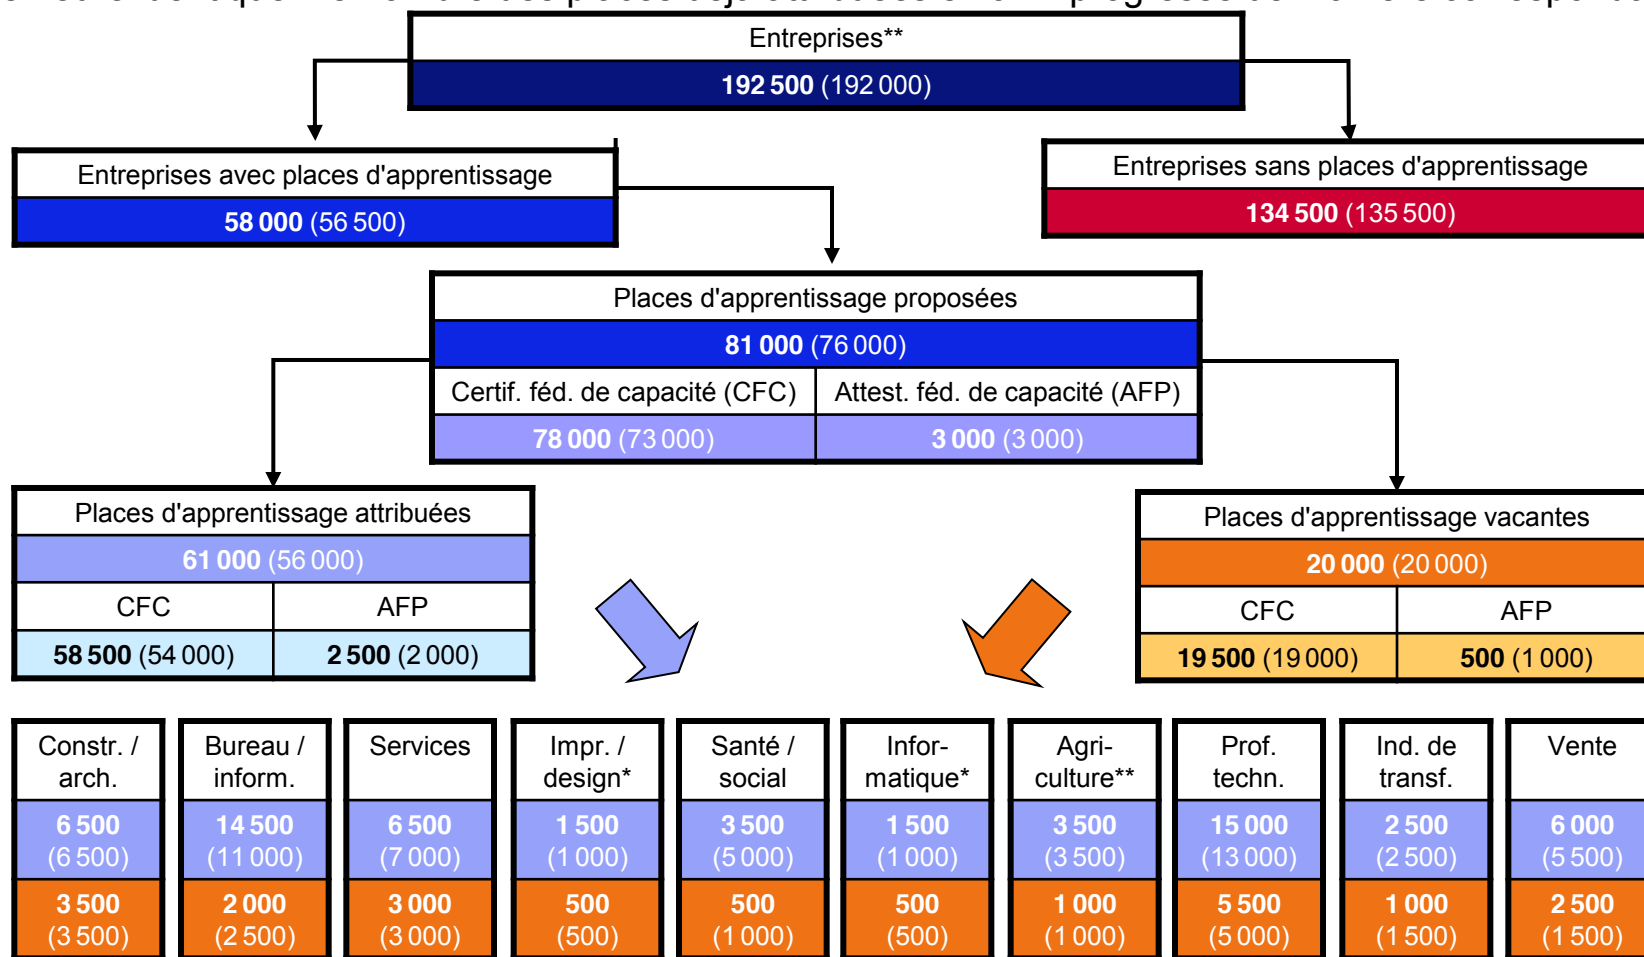 Entreprises**
192 500 (192 000)
Entreprises avec places d'apprentissage
58 000 (56 500)
Entreprises sans places d'apprentissage
134 500 (135 500)
Places d'apprentissage proposées
81 000 (76 000)
Certif. féd. de capacité (CFC)
Attest. féd. de capacité (AFP)
78 000 (73 000)
3 000 (3 000)
Places d'apprentissage attribuées
61 000 (56 000)
CFC
AFP
58 500 (54 000)
2 500 (2 000)
Places d'apprentissage vacantes
20 000 (20 000)
CFC
AFP
19 500 (19 000)
500 (1 000)
Constr. /
arch.
6 500
(6 500)
3 500
(3 500)
Bureau /
inform.
14 500
(11 000)
2 000
(2 500)
Services
6 500
(7 000)
3 000
(3 000)
Impr. /
design*
1 500
(1 000)
500
(500)
Santé /
social
3 500
(5 000)
500
(1 000)
Infor-
matique*
1 500
(1 000)
500
(500)
Agri-
culture**
3 500
(3 500)
1 000
(1 000)
Prof.
techn.
15 000
(13 000)
5 500
(5 000)
Ind. de
transf.
2 500
(2 500)
1 000
(1 500)
Vente
6 000
(5 500)
2 500
(1 500)